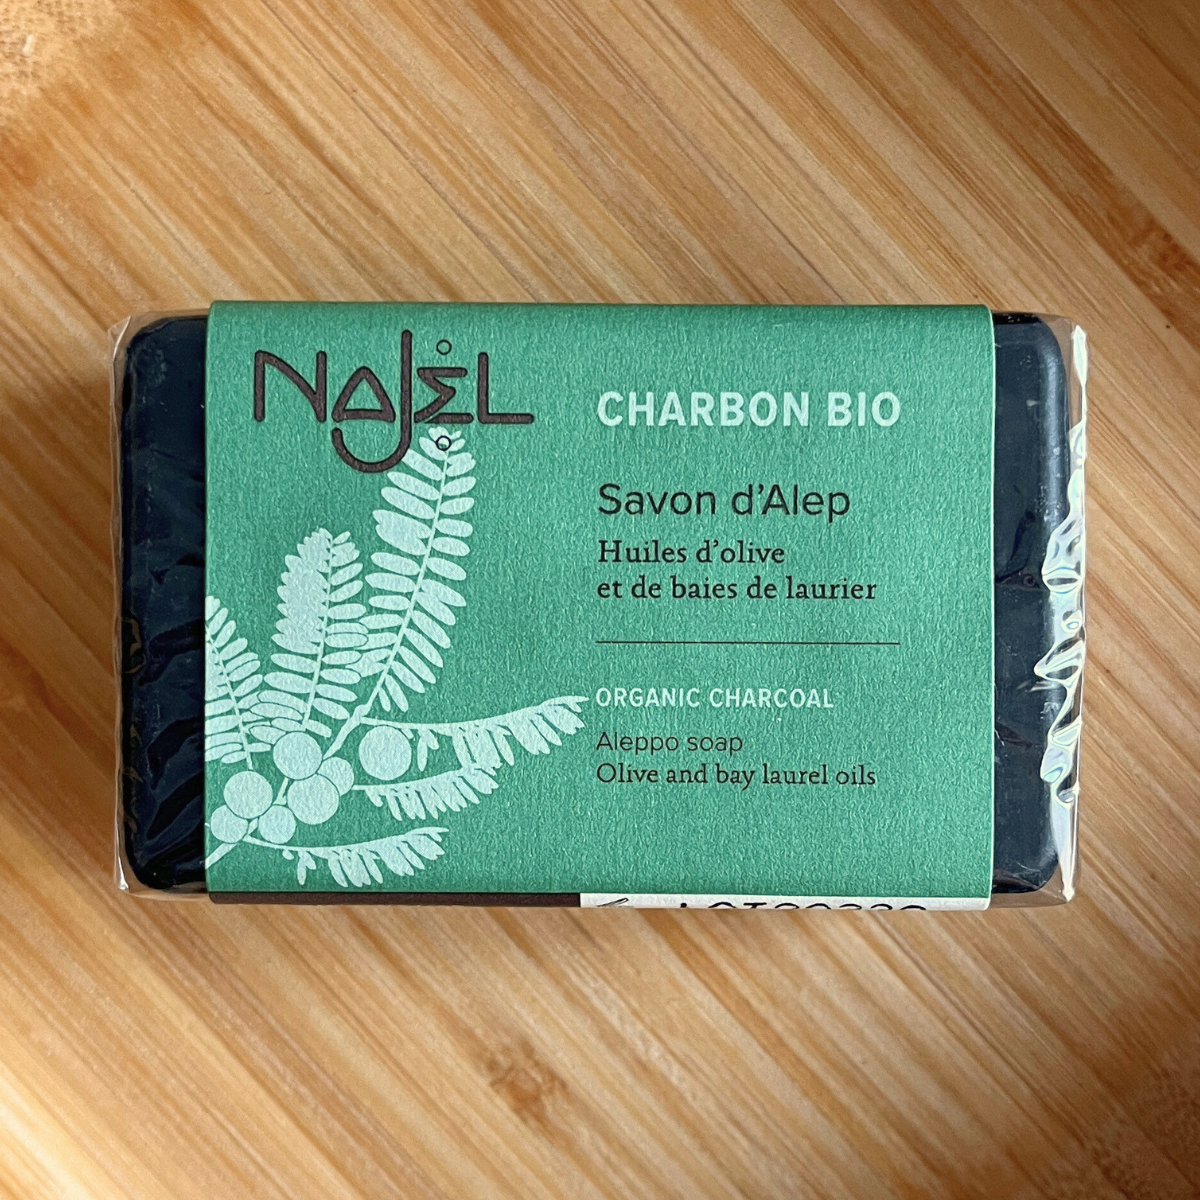 NAJEL
CHARBON BIO
Savon d'Alep
Huiles d'olive
et de baies de laurier
ORGANIC CHARCOAL
Aleppo soap
Olive and bay laurel oils